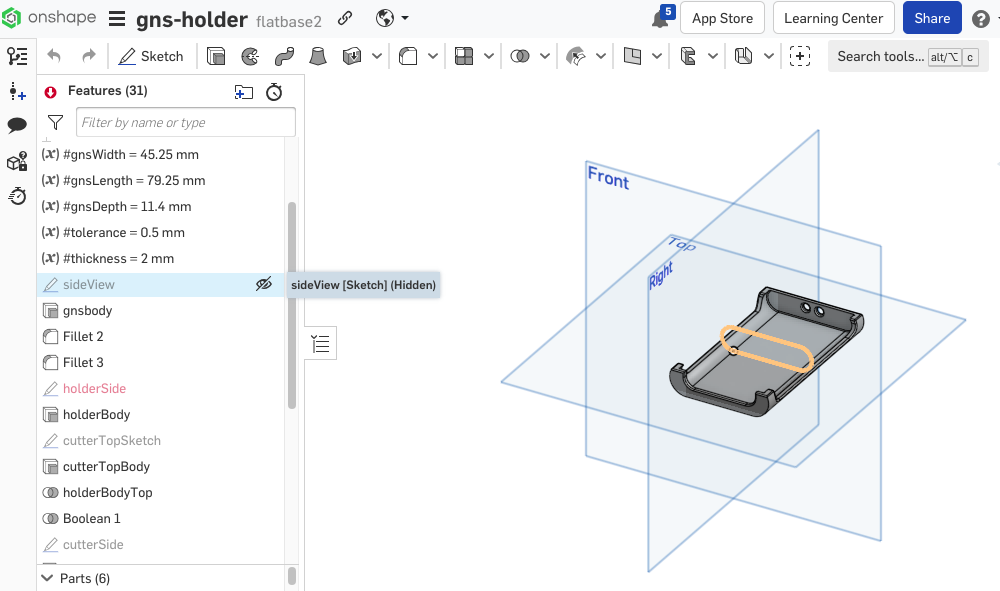 onshape
gns-holder flatbase2
5
App Store
Learning Center
Share
Sketch
Search tools... alt/⌥ c
Features (31)
Filter by name or type
(x) #gnsWidth = 45.25 mm
(x) #gnsLength = 79.25 mm
(x) #gnsDepth = 11.4 mm
(x) #tolerance = 0.5 mm
(x) #thickness = 2 mm
sideView
sideView [Sketch] (Hidden)
gnsbody
Fillet 2
Fillet 3
holderSide
holderBody
cutterTopSketch
cutterTopBody
holderBodyTop
Boolean 1
cutterSide
Parts (6)
Front
Top
Right